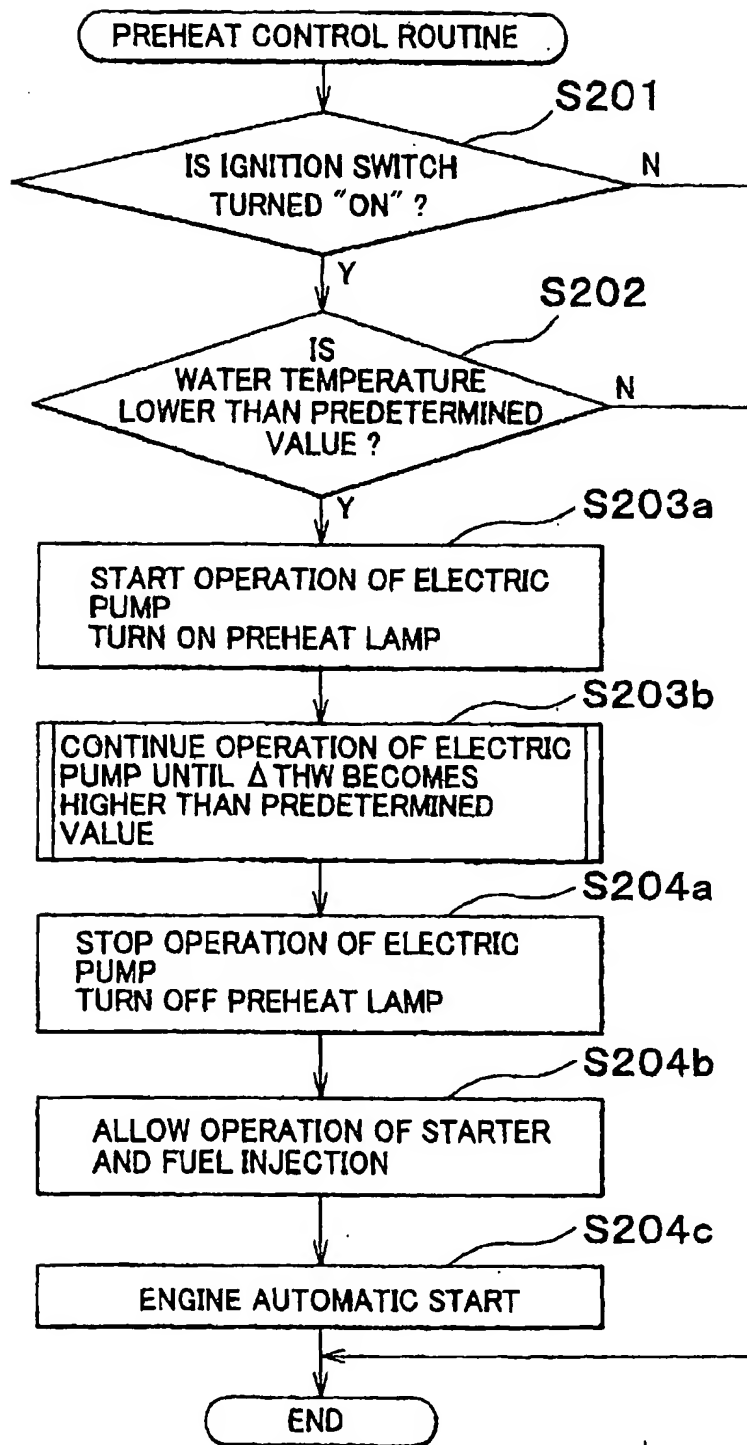 PREHEAT CONTROL ROUTINE
S201
IS IGNITION SWITCH
TURNED "ON" ?
N
Y
S202
IS
WATER TEMPERATURE
LOWER THAN PREDETERMINED
VALUE ?
N
Y
S203a
START OPERATION OF ELECTRIC
PUMP
TURN ON PREHEAT LAMP
S203b
CONTINUE OPERATION OF ELECTRIC
PUMP UNTIL Δ THW BECOMES
HIGHER THAN PREDETERMINED
VALUE
S204a
STOP OPERATION OF ELECTRIC
PUMP
TURN OFF PREHEAT LAMP
S204b
ALLOW OPERATION OF STARTER
AND FUEL INJECTION
S204c
ENGINE AUTOMATIC START
END